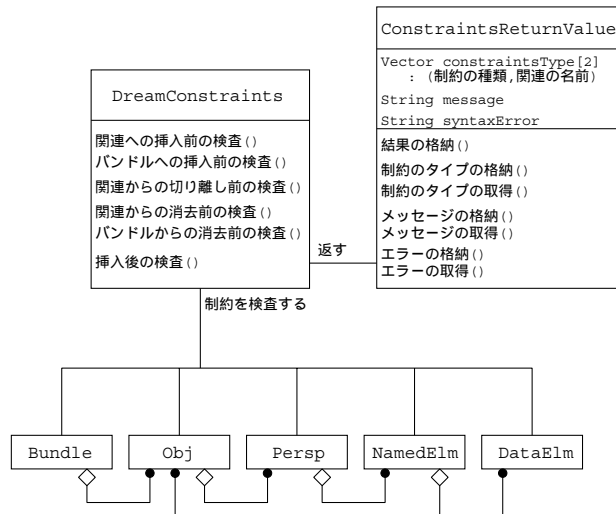 ConstraintsReturnValue
Vector constraintsType[2]
: (制約の種類,関連の名前)
String message
String syntaxError
結果の格納()
制約のタイプの格納()
制約のタイプの取得()
メッセージの格納()
メッセージの取得()
エラーの格納()
エラーの取得()
DreamConstraints
関連への挿入前の検査()
バンドルへの挿入前の検査()
関連からの切り離し前の検査()
関連からの消去前の検査()
バンドルからの消去前の検査()
挿入後の検査()
返す
制約を検査する
Bundle
Obj
Persp
NamedElm
DataElm